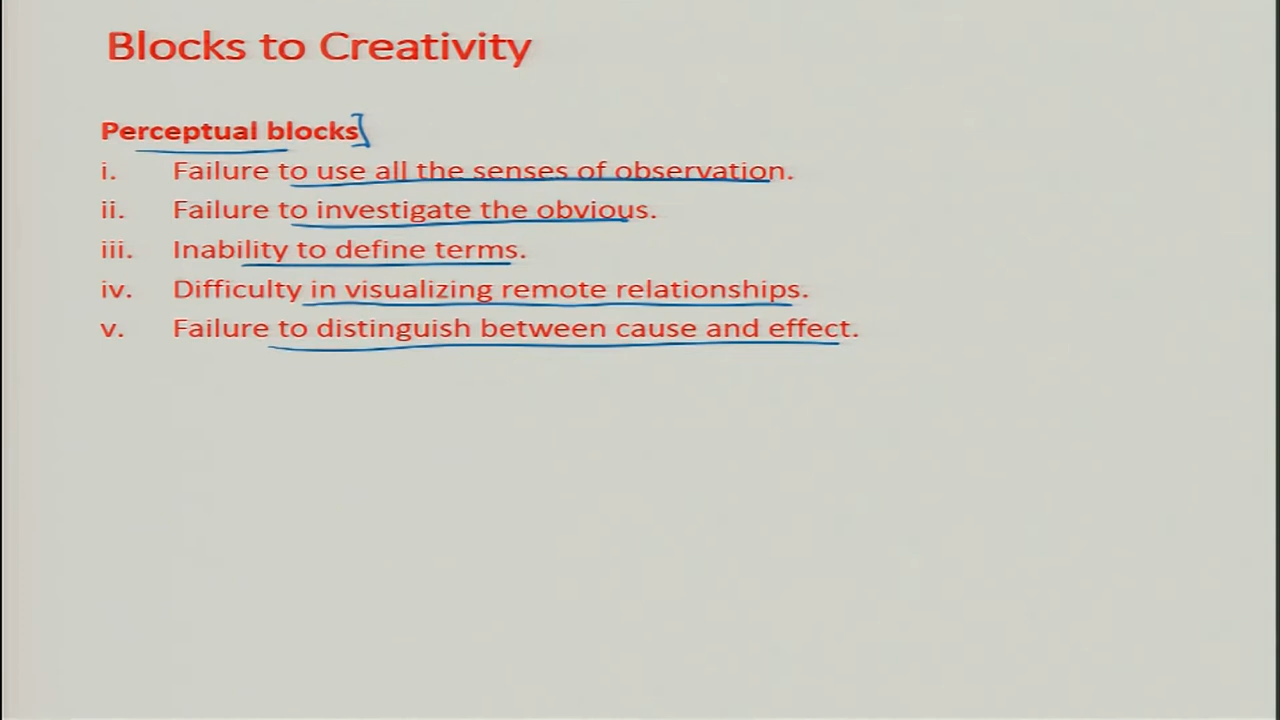 Blocks to Creativity
Perceptual blocks
i. Failure to use all the senses of observation.
ii. Failure to investigate the obvious.
iii. Inability to define terms.
iv. Difficulty in visualizing remote relationships.
v. Failure to distinguish between cause and effect.